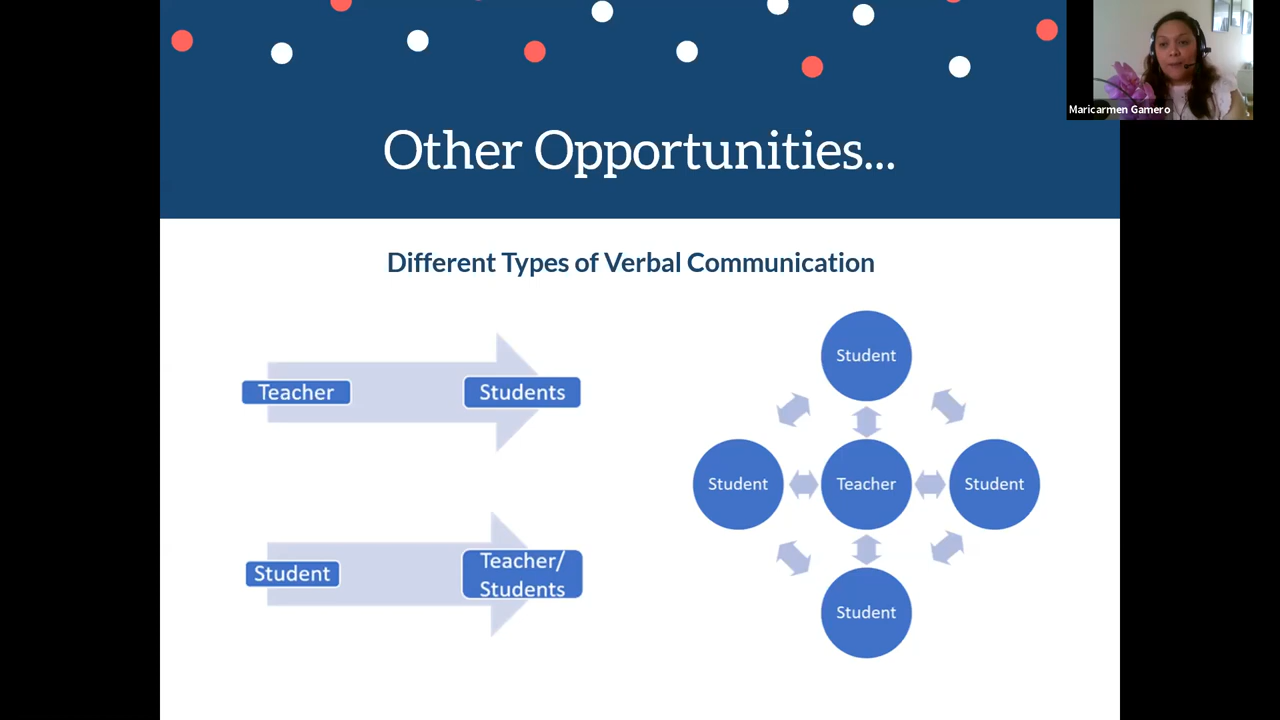 Maricarmen Gamero
Other Opportunities...
Different Types of Verbal Communication
Teacher
Students
Student
Teacher/
Students
Student
Student
Teacher
Student
Student